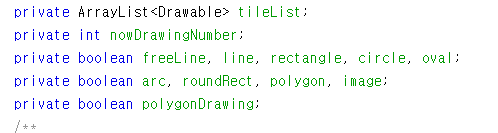 private ArrayList<Drawable> tileList;
private int nowDrawingNumber;
private boolean freeLine, line, rectangle, circle, oval;
private boolean arc, roundRect, polygon, image;
private boolean polygonDrawing;
/**